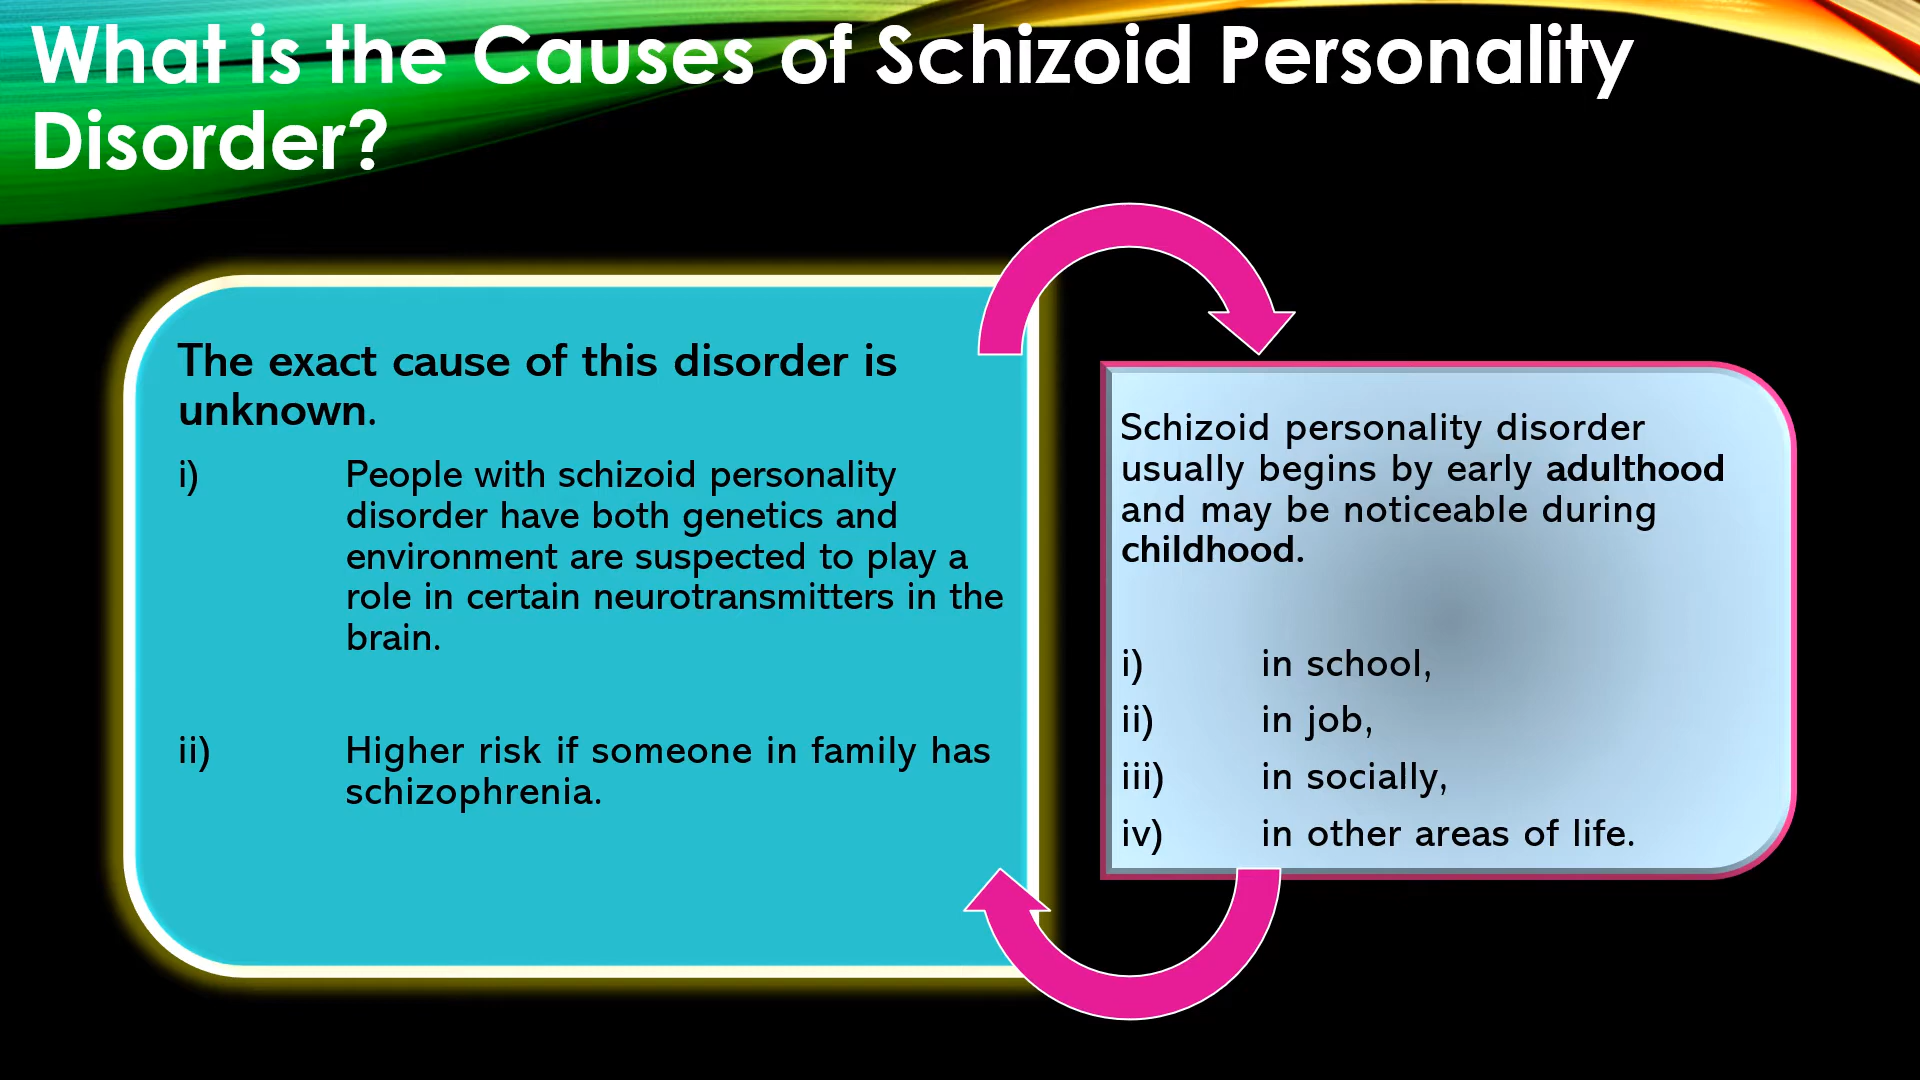 What is the Causes of Schizoid Personality
Disorder?
The exact cause of this disorder is
unknown.
i) People with schizoid personality
disorder have both genetics and
environment are suspected to play a
role in certain neurotransmitters in the
brain.
ii) Higher risk if someone in family has
schizophrenia.
Schizoid personality disorder
usually begins by early adulthood
and may be noticeable during
childhood.
i) in school,
ii) in job,
iii) in socially,
iv) in other areas of life.